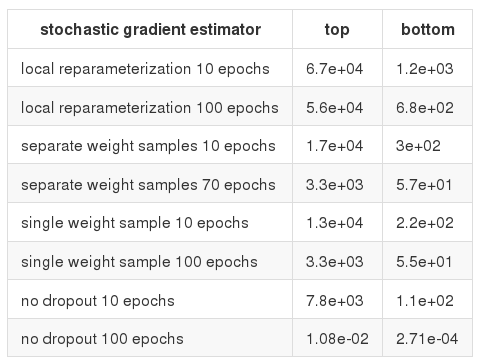 stochastic gradient estimator top bottom
local reparameterization 10 epochs 6.7e+04 1.2e+03
local reparameterization 100 epochs 5.6e+04 6.8e+02
separate weight samples 10 epochs 1.7e+04 3e+02
separate weight samples 70 epochs 3.3e+03 5.7e+01
single weight sample 10 epochs 1.3e+04 2.2e+02
single weight sample 100 epochs 3.3e+03 5.5e+01
no dropout 10 epochs 7.8e+03 1.1e+02
no dropout 100 epochs 1.08e-02 2.71e-04